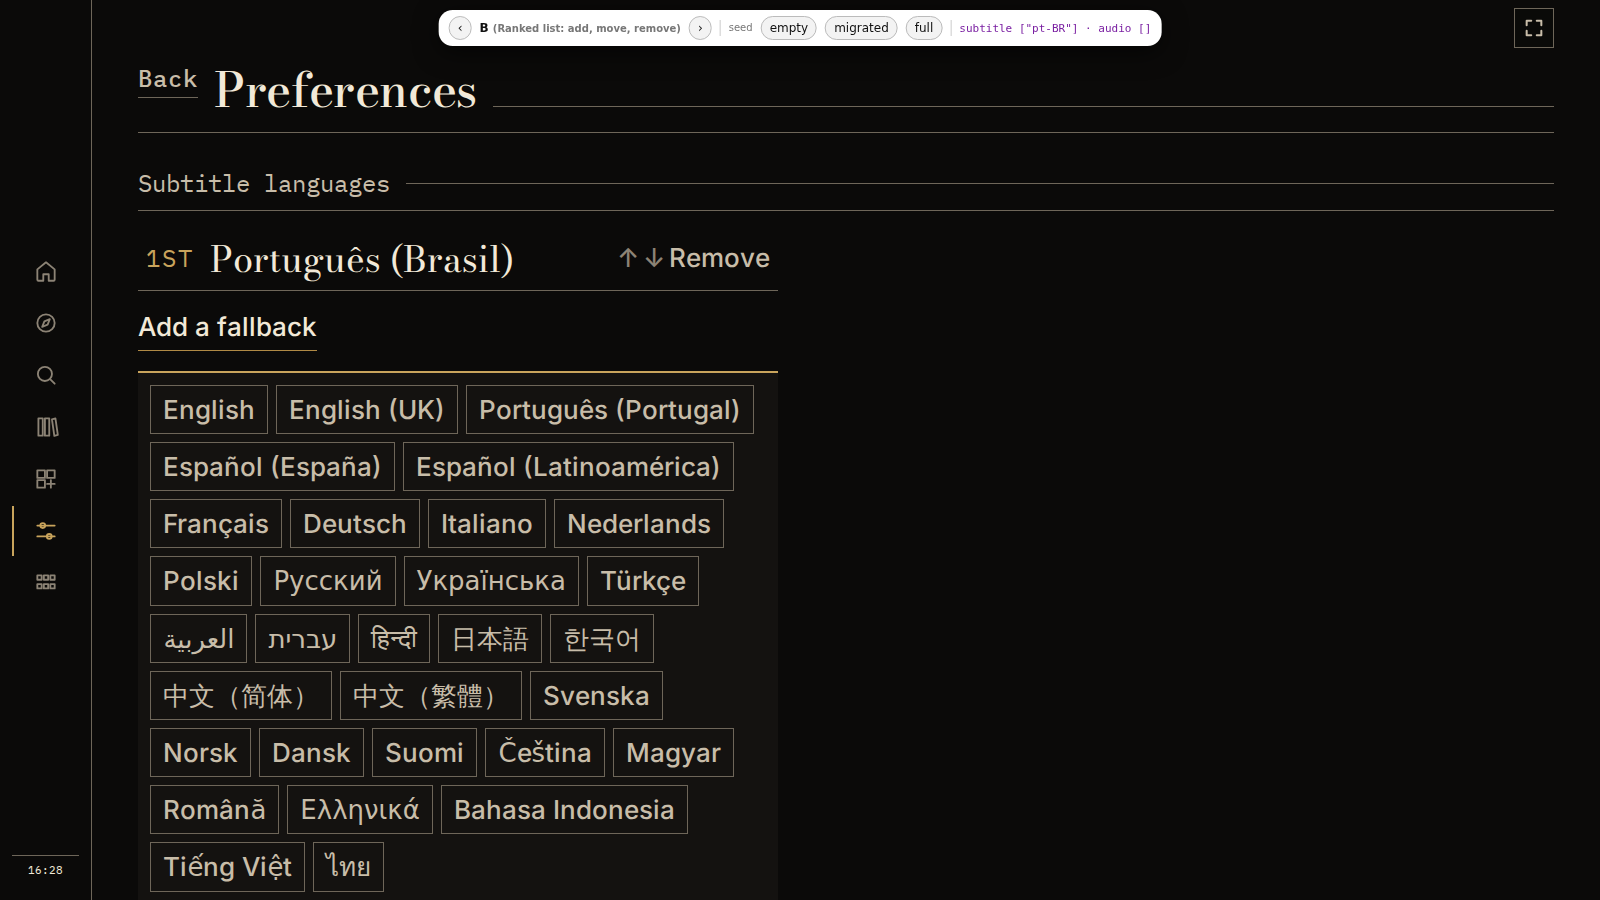 ‹ B (Ranked list: add, move, remove) › seed empty migrated full subtitle ["pt-BR"] · audio []
Back Preferences
Subtitle languages
1ST Português (Brasil) ↑ ↓ Remove
Add a fallback
English English (UK) Português (Portugal)
Español (España) Español (Latinoamérica)
Français Deutsch Italiano Nederlands
Polski Русский Українська Türkçe
العربية עברית हिन्दी 日本語 한국어
中文（简体） 中文（繁體） Svenska
Norsk Dansk Suomi Čeština Magyar
Română Ελληνικά Bahasa Indonesia
Tiếng Việt ไทย
16:28